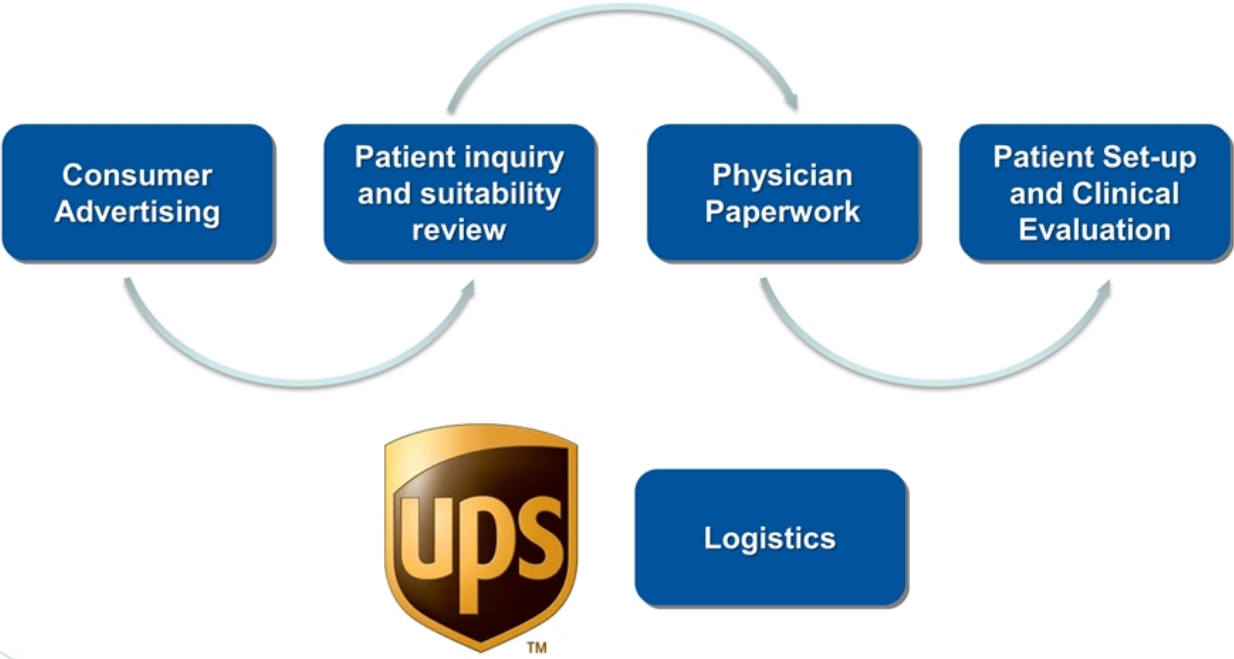 Consumer
Advertising
Patient inquiry
and suitability
review
Physician
Paperwork
Patient Set-up
and Clinical
Evaluation
ups
TM
Logistics